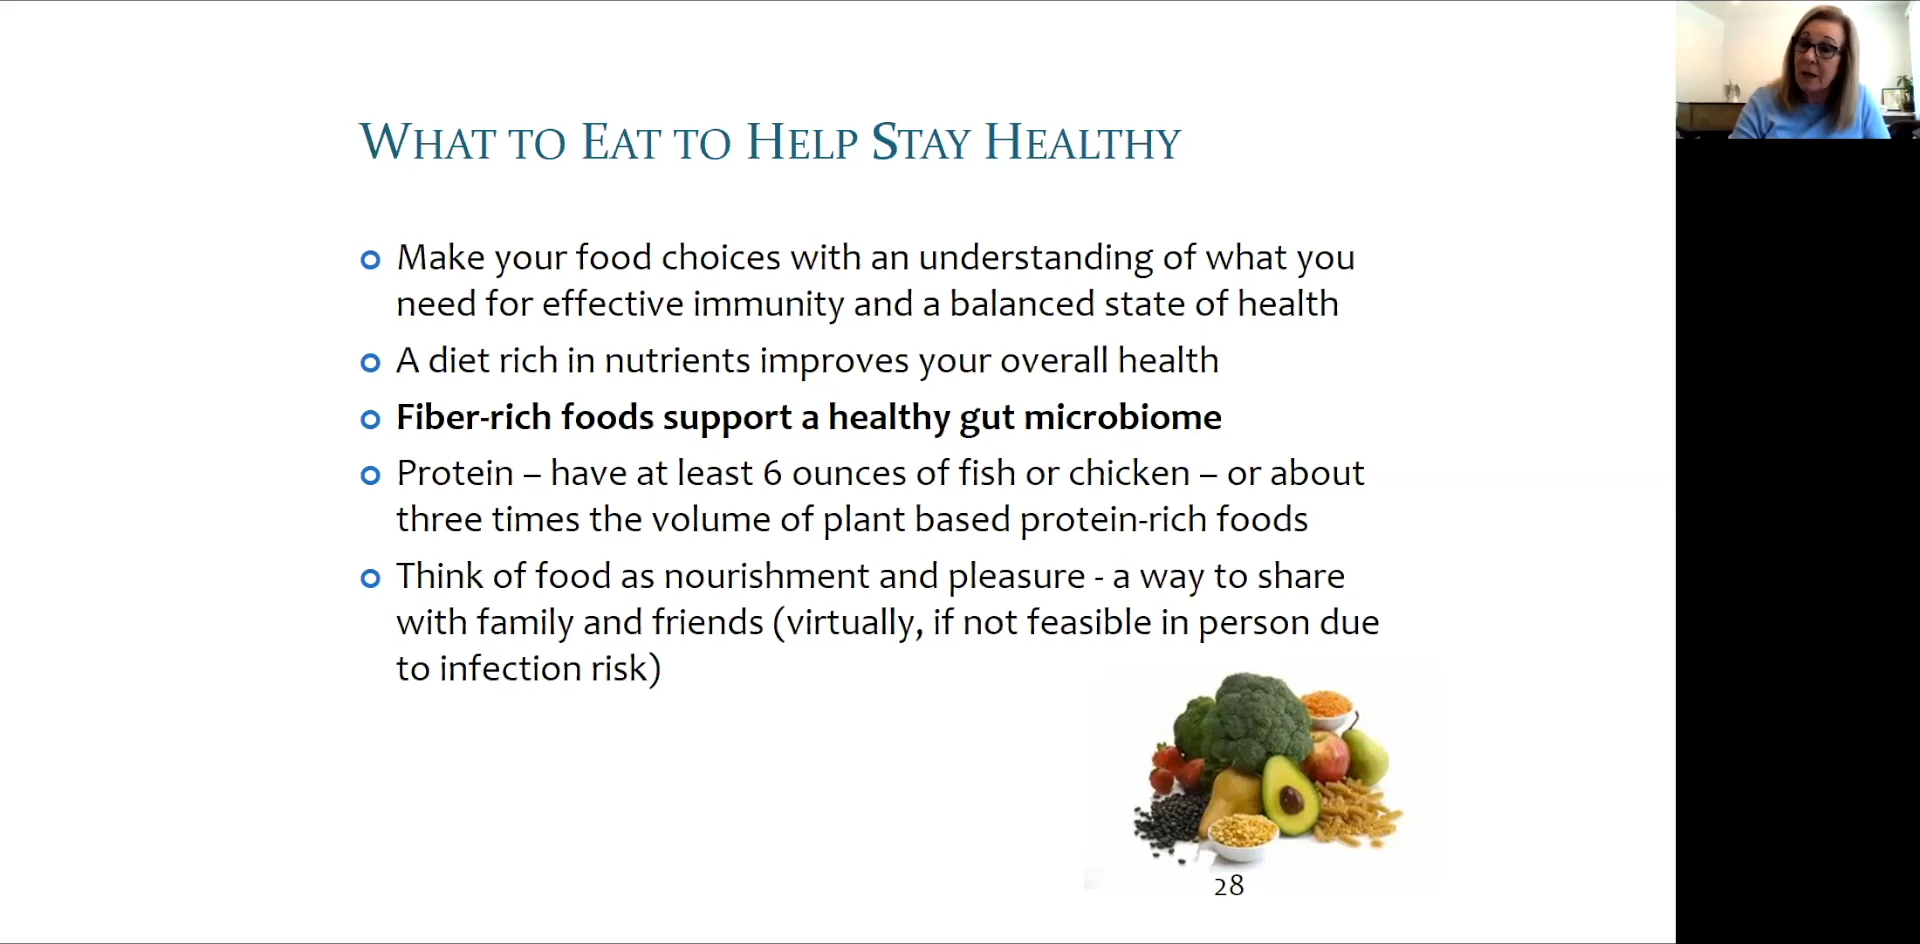 What to Eat to Help Stay Healthy
Make your food choices with an understanding of what you
need for effective immunity and a balanced state of health
A diet rich in nutrients improves your overall health
Fiber-rich foods support a healthy gut microbiome
Protein – have at least 6 ounces of fish or chicken – or about
three times the volume of plant based protein-rich foods
Think of food as nourishment and pleasure - a way to share
with family and friends (virtually, if not feasible in person due
to infection risk)
28